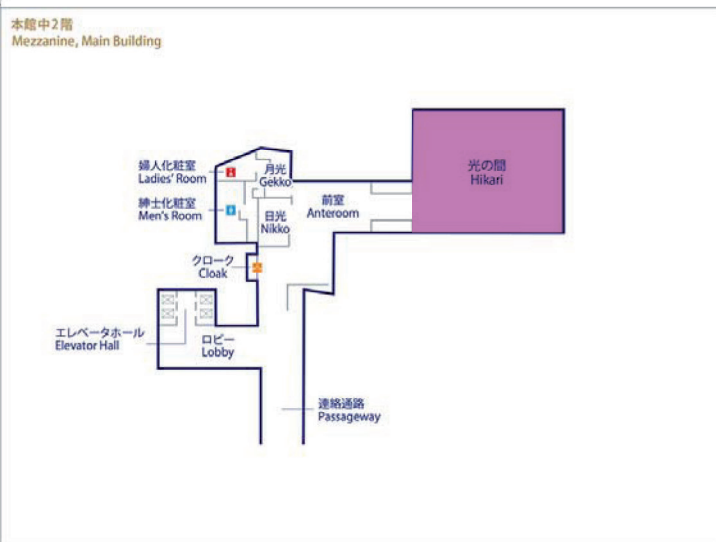 本館中2階
Mezzanine, Main Building
婦人化粧室
Ladies' Room
月光
Gekko
光の間
Hikari
紳士化粧室
Men's Room
日光
Nikko
前室
Anteroom
クローク
Cloak
エレベータホール
Elevator Hall
ロビー
Lobby
連絡通路
Passageway